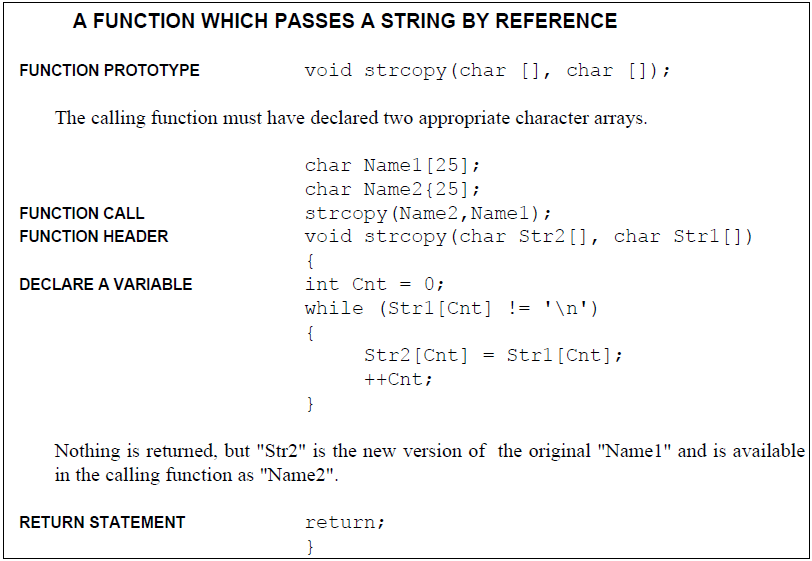 A FUNCTION WHICH PASSES A STRING BY REFERENCE
FUNCTION PROTOTYPE void strcopy(char [], char []);
The calling function must have declared two appropriate character arrays.
char Name1[25];
char Name2{25];
FUNCTION CALL strcopy(Name2,Name1);
FUNCTION HEADER void strcopy(char Str2[], char Str1[])
{
DECLARE A VARIABLE int Cnt = 0;
while (Str1[Cnt] != '\n')
{
Str2[Cnt] = Str1[Cnt];
++Cnt;
}
Nothing is returned, but "Str2" is the new version of the original "Name1" and is available
in the calling function as "Name2".
RETURN STATEMENT return;
}